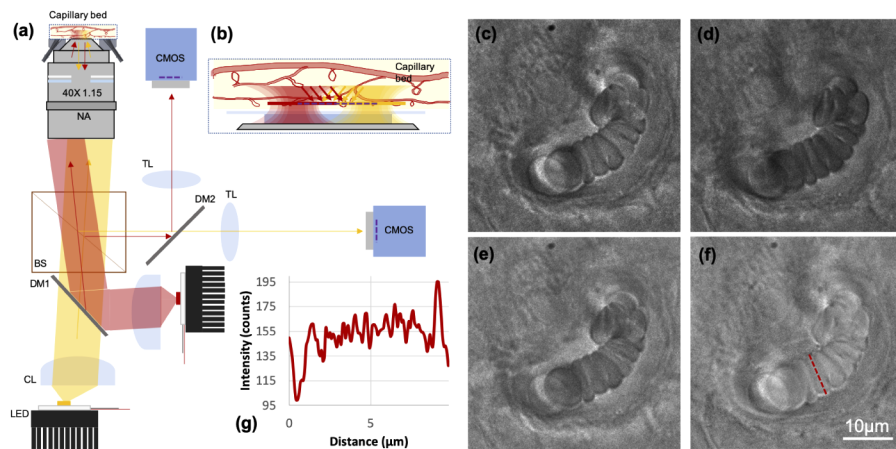 Capillary bed
(a)
CMOS
40X 1.15
NA
TL
DM2
TL
CMOS
BS
DM1
CL
LED
(b)
Capillary
bed
195
175
155
135
115
95
Intensity (counts)
0
5
Distance (μm)
(g)
(c)
(d)
(e)
(f)
10μm